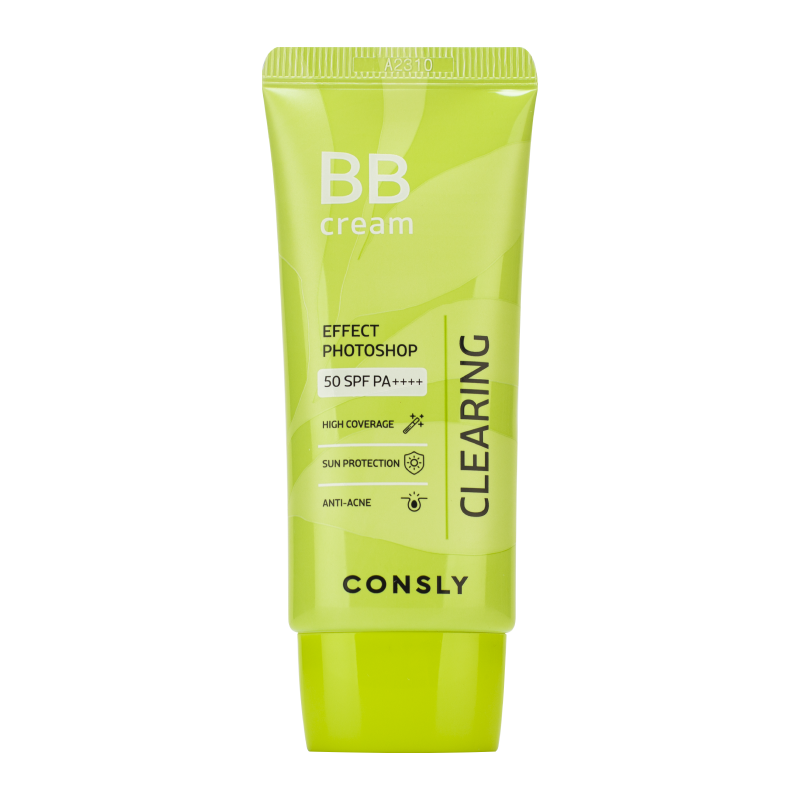 A2310
BB
cream
EFFECT
PHOTOSHOP
50 SPF PA++++
HIGH COVERAGE
SUN PROTECTION
ANTI-ACNE
CLEARING
CONSLY